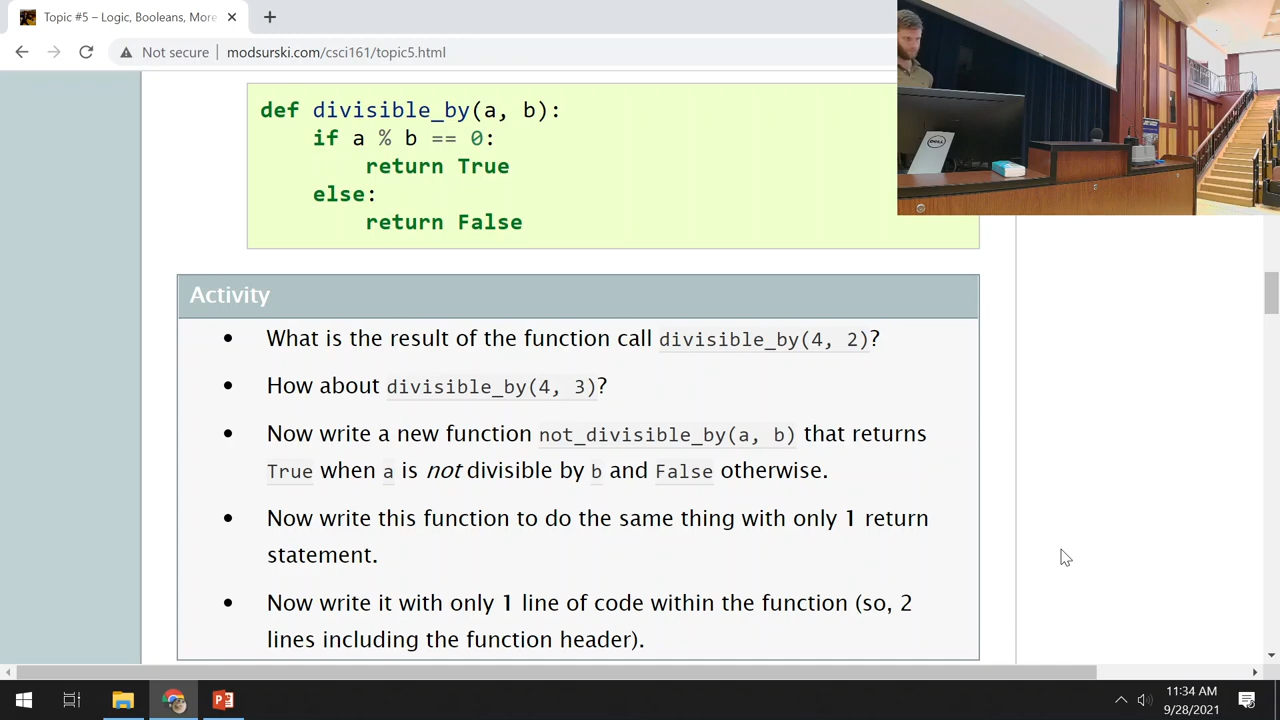 Topic #5 – Logic, Booleans, More
Not secure
modsurski.com/csci161/topic5.html
def divisible_by(a, b):
if a % b == 0:
return True
else:
return False
Activity
• What is the result of the function call divisible_by(4, 2)?
• How about divisible_by(4, 3)?
• Now write a new function not_divisible_by(a, b) that returns
True when a is not divisible by b and False otherwise.
• Now write this function to do the same thing with only 1 return
statement.
• Now write it with only 1 line of code within the function (so, 2
lines including the function header).
DELL
11:34 AM
9/28/2021